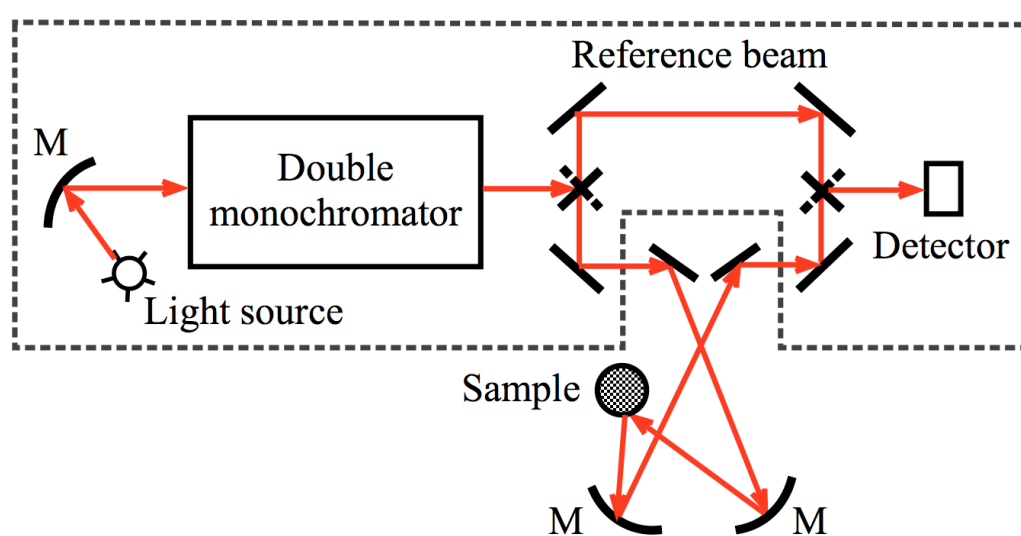 Reference beam
M
Double
monochromator
Detector
Light source
Sample
M
M